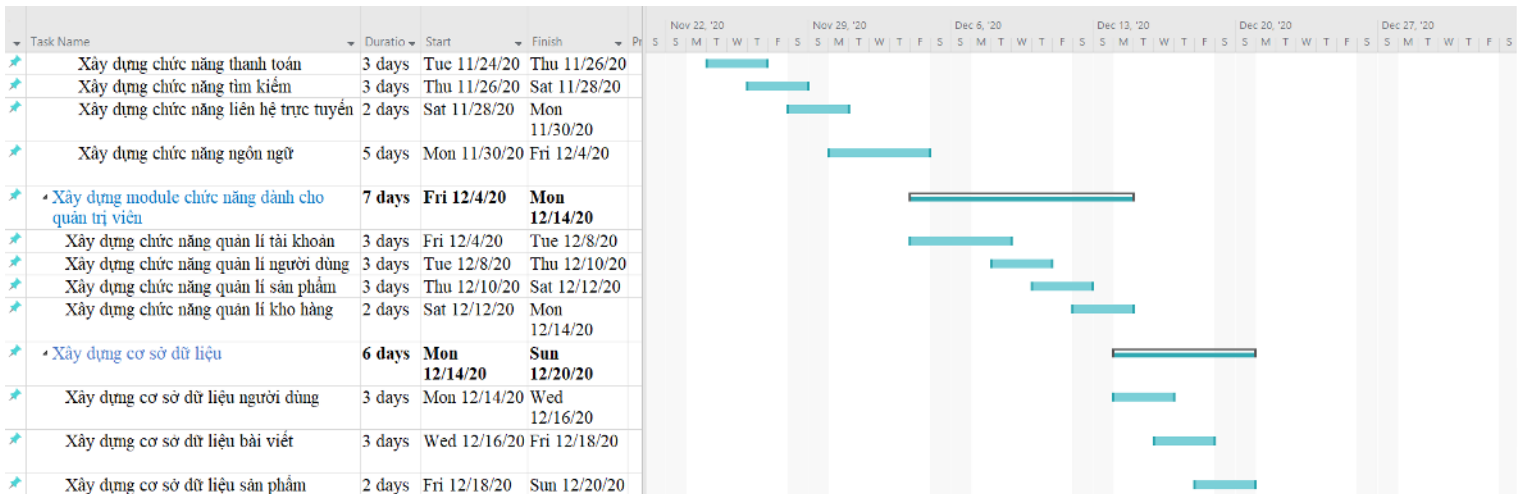 Nov 22, '20 Nov 29, '20 Dec 6, '20 Dec 13, '20 Dec 20, '20 Dec 27, '20
Task Name Duratio Start Finish Pr S S M T W T F S S M T W T F S S M T W T F S S M T W T F S S M T W T F S S M T W T F S
Xây dựng chức năng thanh toán 3 days Tue 11/24/20 Thu 11/26/20
Xây dựng chức năng tìm kiếm 3 days Thu 11/26/20 Sat 11/28/20
Xây dựng chức năng liên hệ trực tuyến 2 days Sat 11/28/20 Mon
11/30/20
Xây dựng chức năng ngôn ngữ 5 days Mon 11/30/20 Fri 12/4/20
Xây dựng module chức năng dành cho 7 days Fri 12/4/20 Mon
quản trị viên 12/14/20
Xây dựng chức năng quản lí tài khoản 3 days Fri 12/4/20 Tue 12/8/20
Xây dựng chức năng quản lí người dùng 3 days Tue 12/8/20 Thu 12/10/20
Xây dựng chức năng quản lí sản phẩm 3 days Thu 12/10/20 Sat 12/12/20
Xây dựng chức năng quản lí kho hàng 2 days Sat 12/12/20 Mon
12/14/20
Xây dựng cơ sở dữ liệu 6 days Mon Sun
12/14/20 12/20/20
Xây dựng cơ sở dữ liệu người dùng 3 days Mon 12/14/20 Wed
12/16/20
Xây dựng cơ sở dữ liệu bài viết 3 days Wed 12/16/20 Fri 12/18/20
Xây dựng cơ sở dữ liệu sản phẩm 2 days Fri 12/18/20 Sun 12/20/20